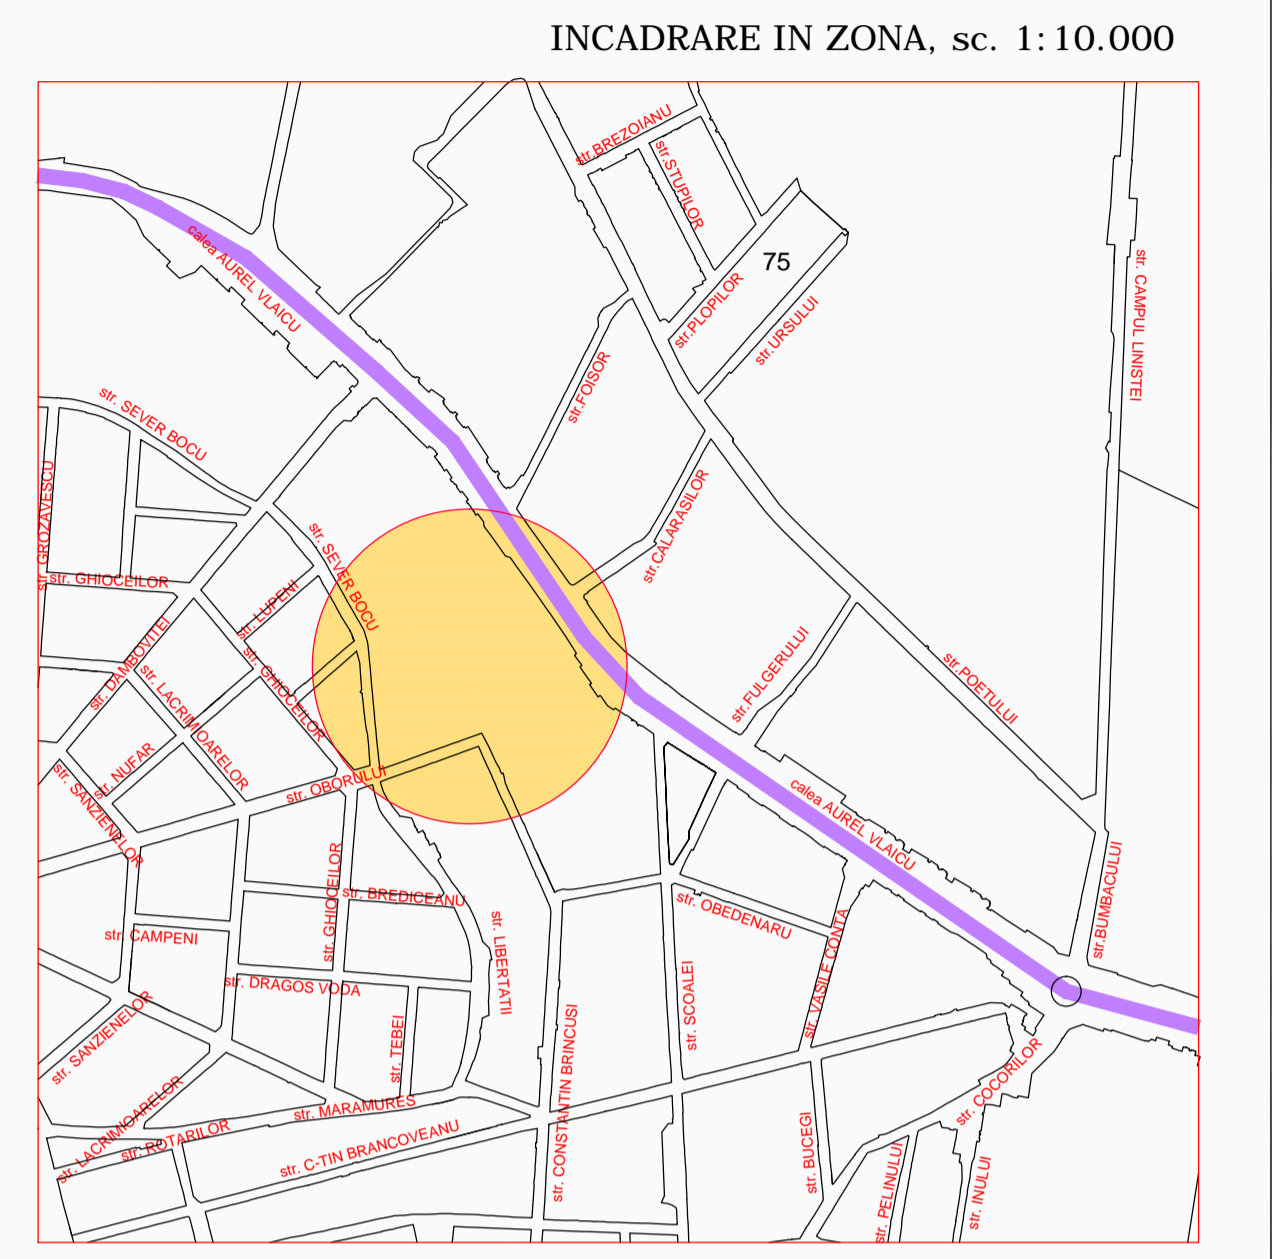 INCADRARE IN ZONA, sc. 1:10.000
str.BREZOIANU
str.STUPILOR
75
str.PLOPILOR
str.URSULUI
str. CAMPUL LINISTEI
calea AUREL VLAICU
str.FOISOR
str. SEVER BOCU
str. GROZAVESCU
str.CALARASILOR
str. SEVER BOCU
str. GHIOCEILOR
str. LUPENI
str. DAMBOVITEI
str. GHIOCEILOR
str. LACRIMIOARELOR
str.FULGERULUI
str.POETULUI
str. NUFAR
str. SANZIENELOR
str. OBORULUI
calea AUREL VLAICU
str. GHIOCEILOR
str. BREDICEANU
str. OBEDENARU
str.BUMBACULUI
str. CAMPENI
str. LIBERTATII
str. VASILE CONTA
str. DRAGOS VODA
str. SCOALEI
str. SANZIENELOR
str. TEBEI
str. CONSTANTIN BRINCUSI
str. COCORILOR
str. MARAMURES
str. LACRIMIOARELOR
str. ROTARILOR
str. C-TIN BRANCOVEANU
str. BUCEGI
str. PELINULUI
str. INULUI